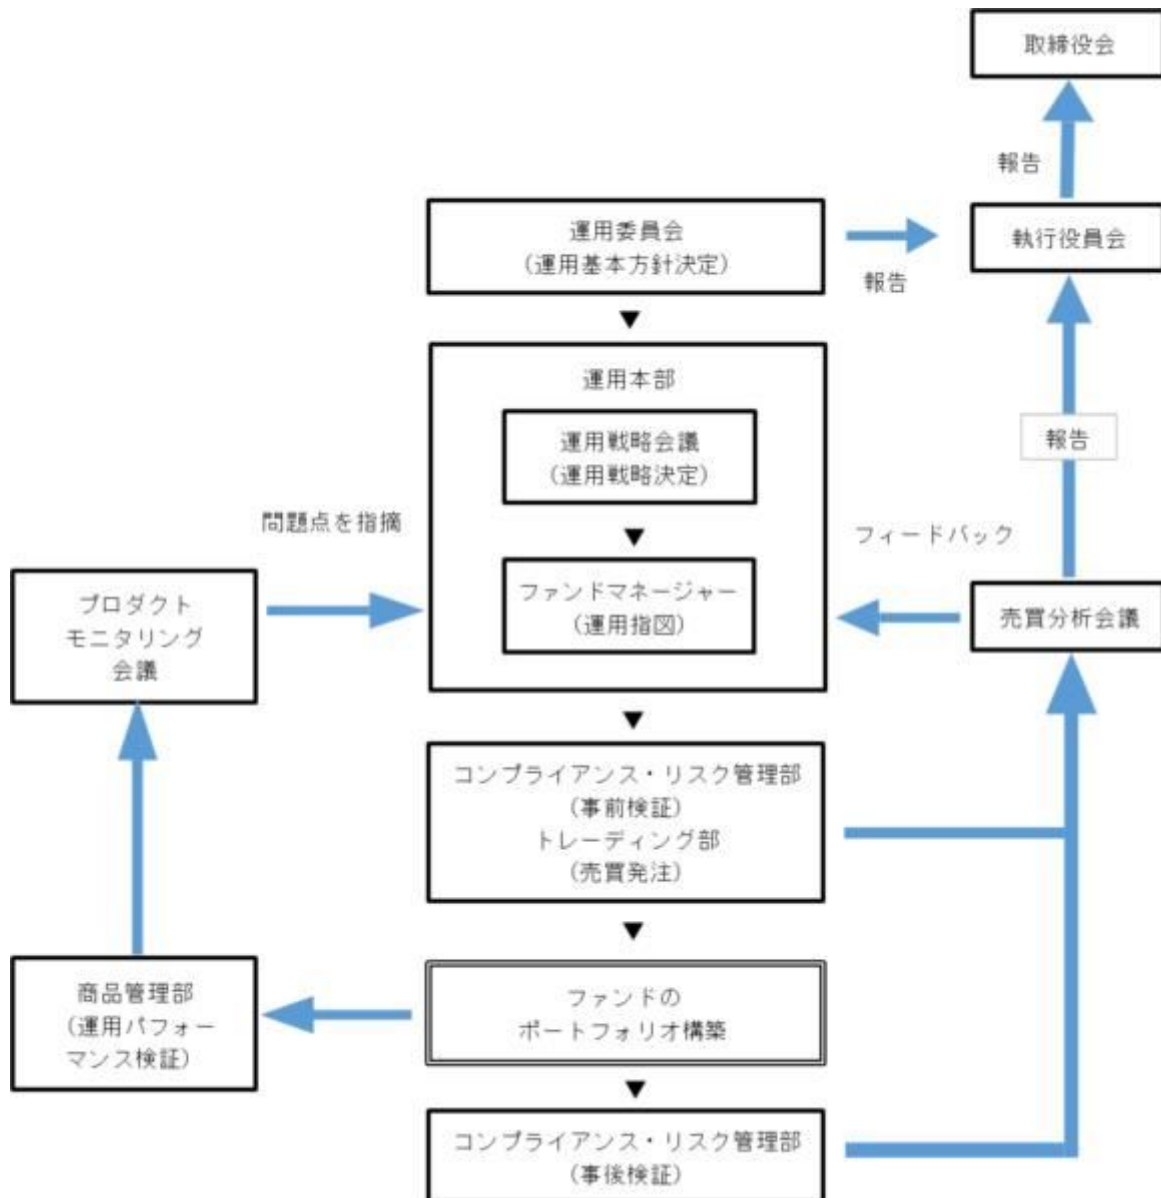 取締役会
報告
運用委員会
(運用基本方針決定)
報告
執行役員会
運用本部
運用戦略会議
(運用戦略決定)
報告
問題点を指摘
フィードバック
プロダクト
モニタリング
会議
ファンドマネージャー
(運用指図)
売買分析会議
コンプライアンス・リスク管理部
(事前検証)
トレーディング部
(売買発注)
商品管理部
(運用パフォー
マンス検証)
ファンドの
ポートフォリオ構築
コンプライアンス・リスク管理部
(事後検証)